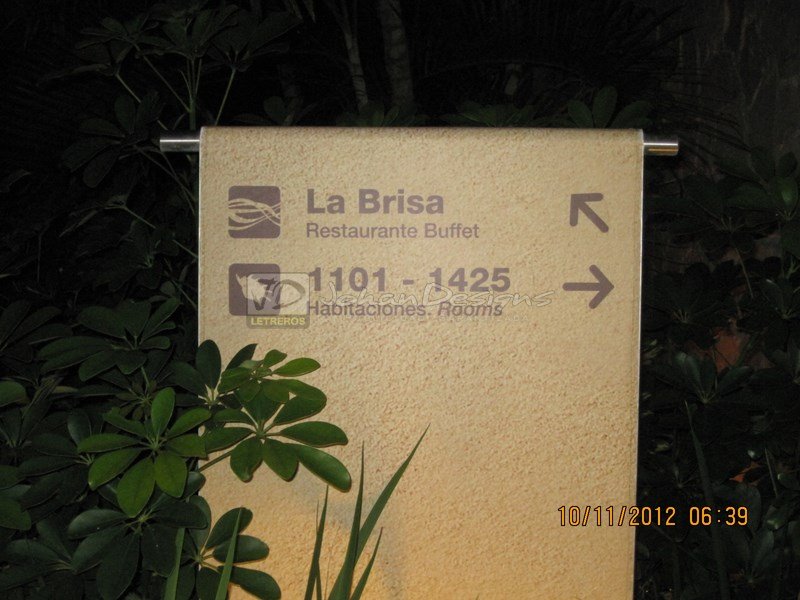 La Brisa
Restaurante Buffet
1101 - 1425
Habitaciones. Rooms
JehanDesigns
LETREROS
10/11/2012 06:39